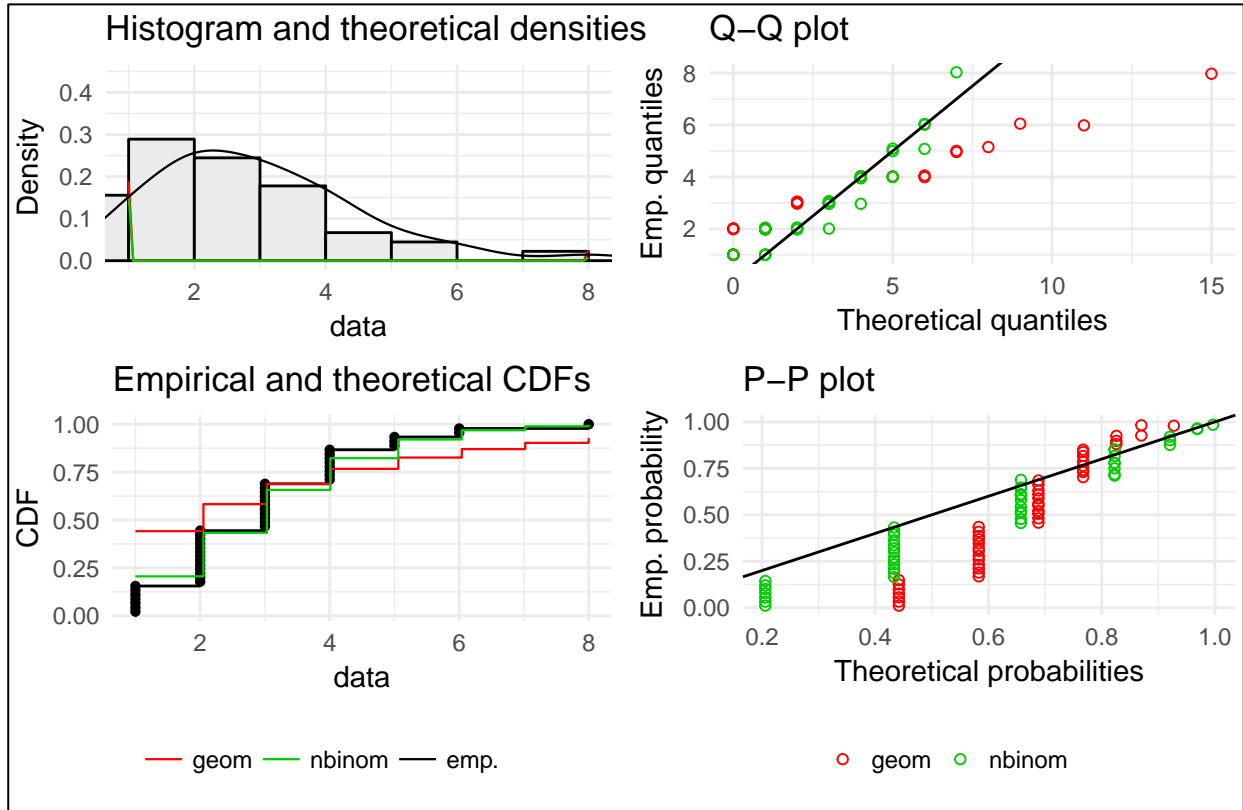 Histogram and theoretical densities
Density
0.4
0.3
0.2
0.1
0.0
2 4 6 8
data
Q−Q plot
Emp. quantiles
8
6
4
2
0 5 10 15
Theoretical quantiles
Empirical and theoretical CDFs
CDF
1.00
0.75
0.50
0.25
0.00
2 4 6 8
data
P−P plot
Emp. probability
1.00
0.75
0.50
0.25
0.00
0.2 0.4 0.6 0.8 1.0
Theoretical probabilities
geom nbinom emp.
geom nbinom